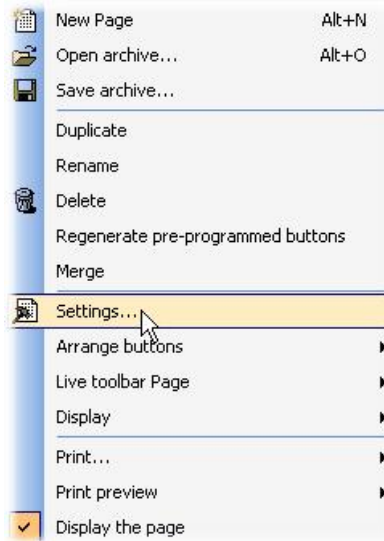 New Page Alt+N
Open archive... Alt+O
Save archive...
Duplicate
Rename
Delete
Regenerate pre-programmed buttons
Merge
Settings...
Arrange buttons
Live toolbar Page
Display
Print...
Print preview
Display the page